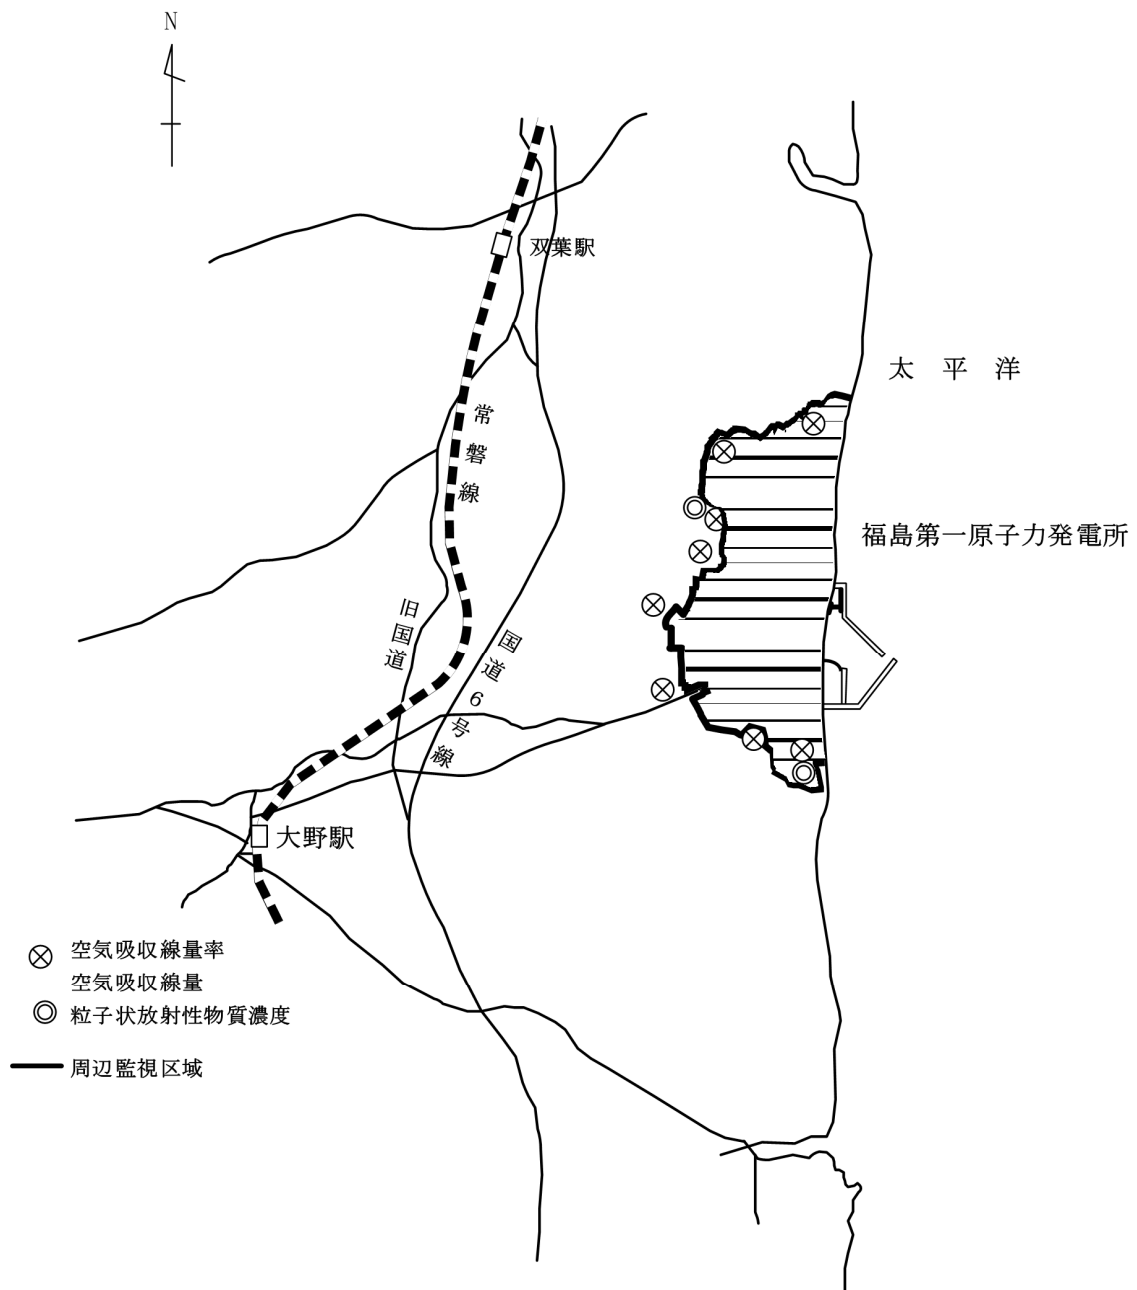 N
双葉駅
太平洋
常磐線
福島第一原子力発電所
旧国道
国道6号線
大野駅
空気吸収線量率
空気吸収線量
粒子状放射性物質濃度
周辺監視区域